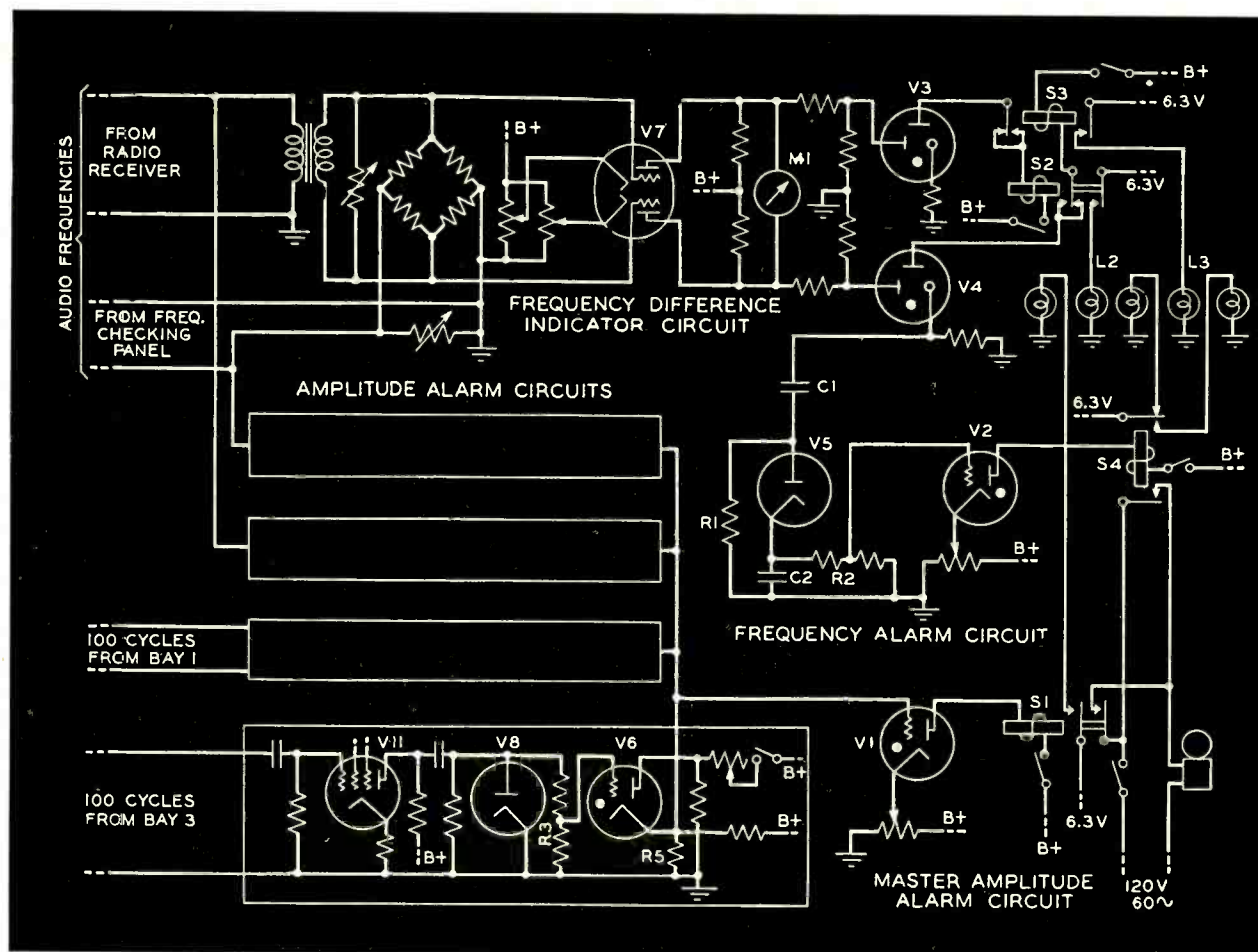 AUDIO FREQUENCIES
FROM
RADIO
RECEIVER
FROM FREQ.
CHECKING
PANEL
B+
V7
B+
M1
V3
S3
B+
6.3V
S2
B+
6.3V
V4
L2
L3
FREQUENCY DIFFERENCE
INDICATOR CIRCUIT
AMPLITUDE ALARM CIRCUITS
C1
6.3V
V5
V2
S4
B+
R1
C2
R2
B+
FREQUENCY ALARM CIRCUIT
100 CYCLES
FROM BAY 1
100 CYCLES
FROM BAY 3
V11
V8
V6
B+
R3
B+
B+
R5
V1
S1
B+
B+
6.3V
MASTER AMPLITUDE
ALARM CIRCUIT
120V
60~